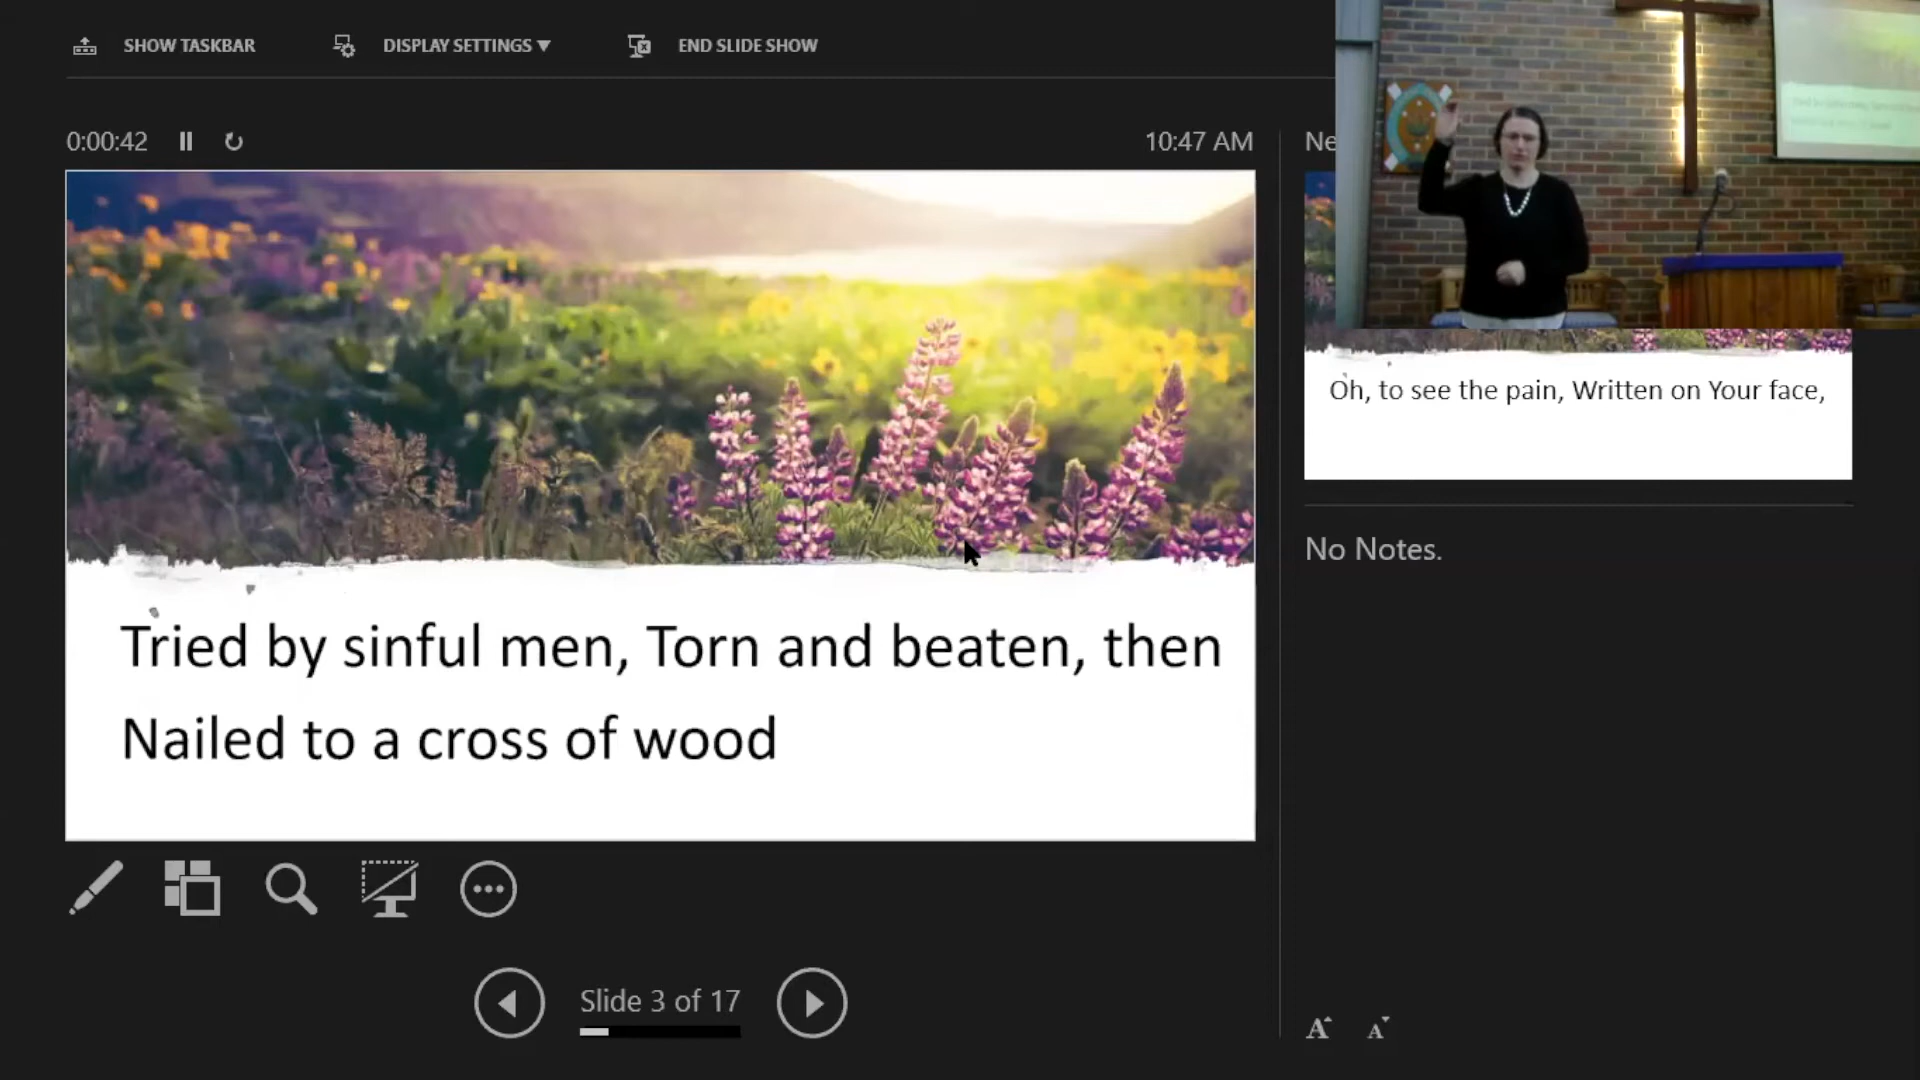 SHOW TASKBAR
DISPLAY SETTINGS ▼
END SLIDE SHOW
0:00:42
10:47 AM
Tried by sinful men, Torn and beaten, then
Nailed to a cross of wood
Oh, to see the pain, Written on Your face,
No Notes.
Slide 3 of 17
A A